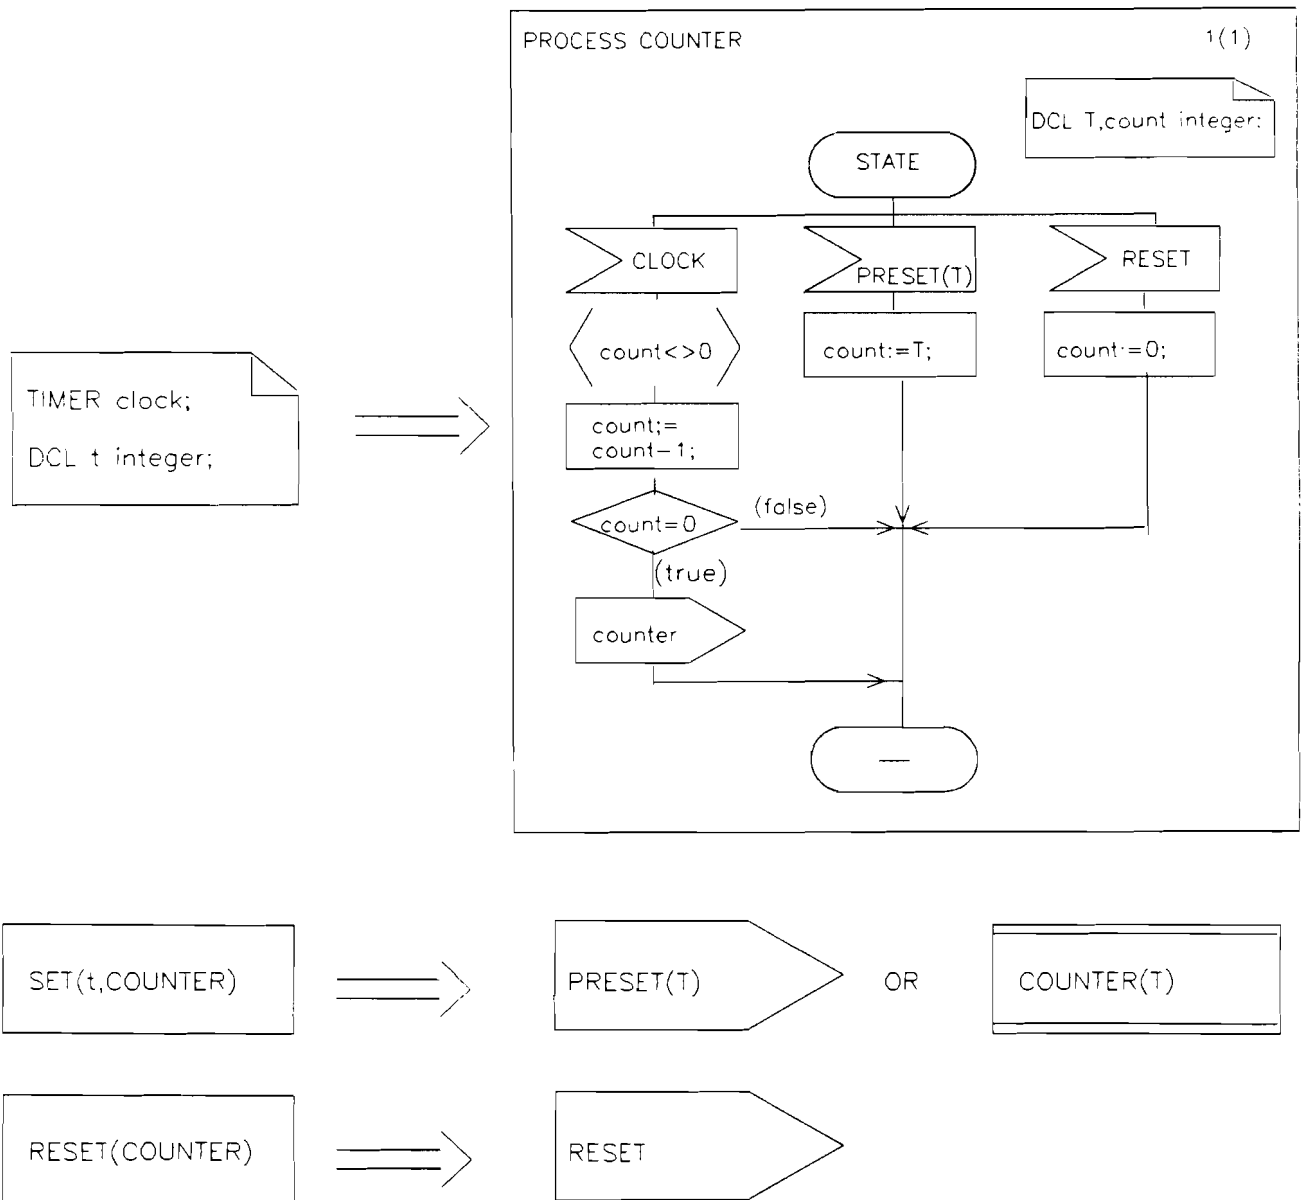 PROCESS COUNTER
1(1)
DCL T,count integer;
STATE
CLOCK
PRESET(T)
RESET
count<>0
count:=T;
count:=0;
TIMER clock;
DCL t integer;
count;=
count-1;
count=0
(false)
(true)
counter
—
SET(t,COUNTER)
PRESET(T)
OR
COUNTER(T)
RESET(COUNTER)
RESET